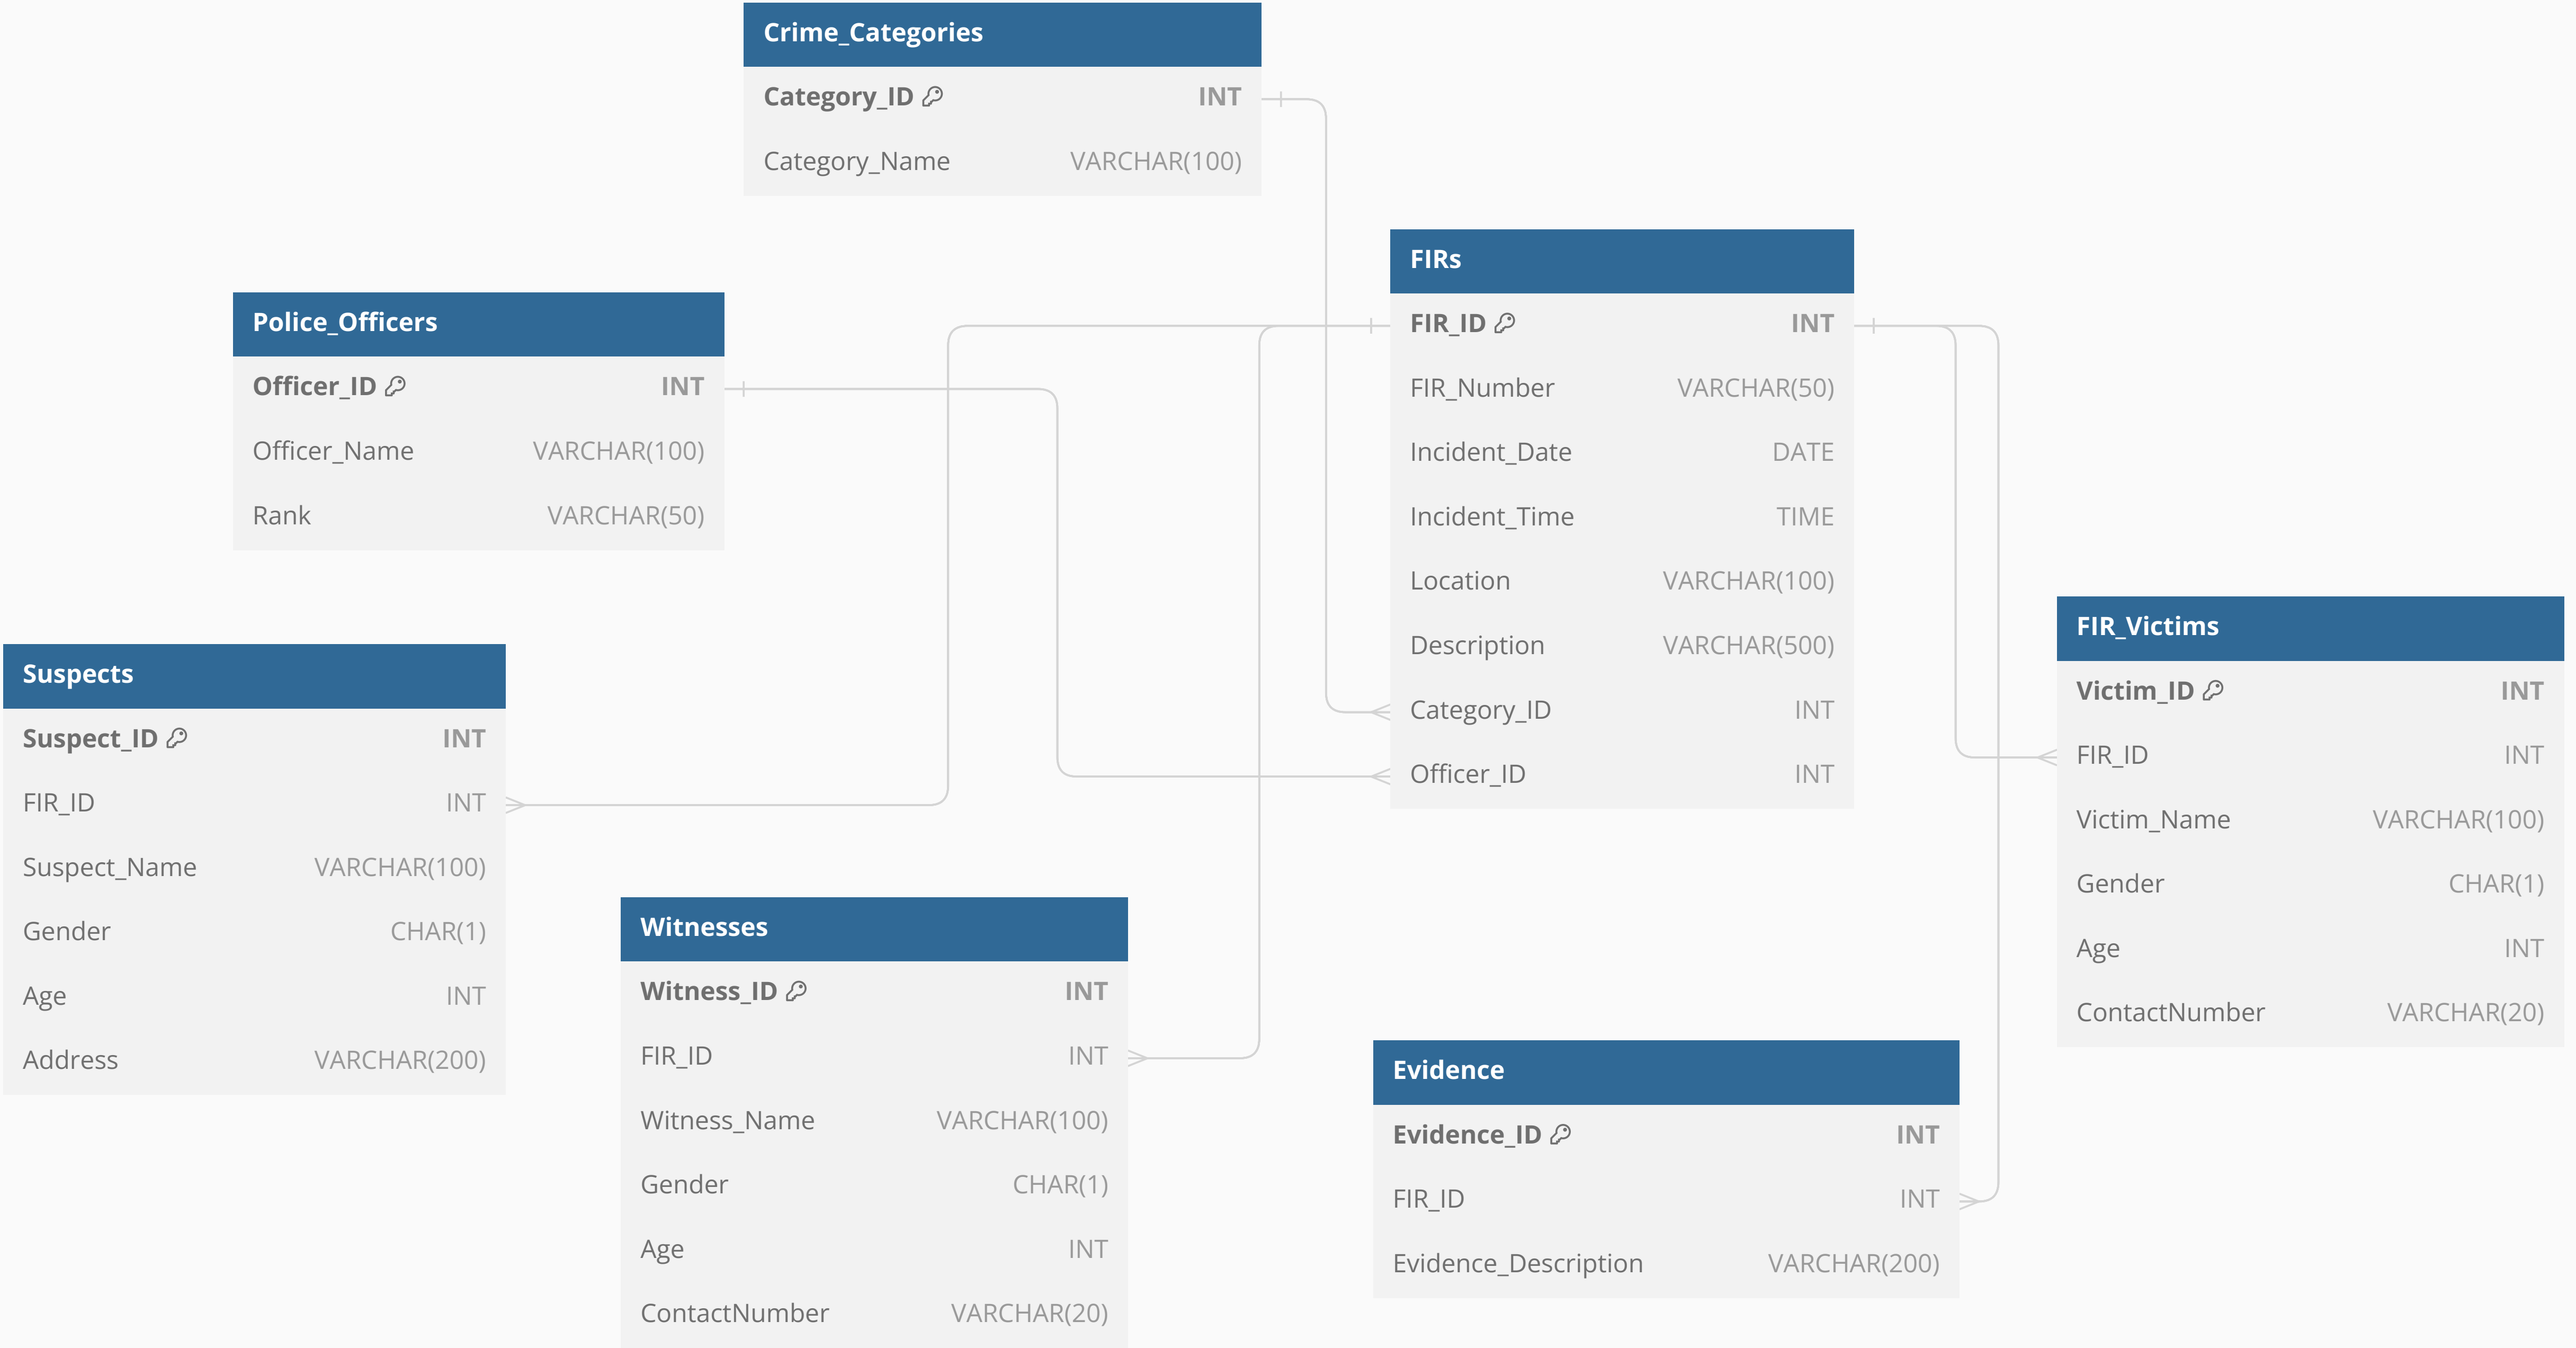 Crime_Categories
Category_ID INT
Category_Name VARCHAR(100)
FIRs
FIR_ID INT
FIR_Number VARCHAR(50)
Incident_Date DATE
Incident_Time TIME
Location VARCHAR(100)
Description VARCHAR(500)
Category_ID INT
Officer_ID INT
Police_Officers
Officer_ID INT
Officer_Name VARCHAR(100)
Rank VARCHAR(50)
FIR_Victims
Victim_ID INT
FIR_ID INT
Victim_Name VARCHAR(100)
Gender CHAR(1)
Age INT
ContactNumber VARCHAR(20)
Suspects
Suspect_ID INT
FIR_ID INT
Suspect_Name VARCHAR(100)
Gender CHAR(1)
Age INT
Address VARCHAR(200)
Witnesses
Witness_ID INT
FIR_ID INT
Witness_Name VARCHAR(100)
Gender CHAR(1)
Age INT
ContactNumber VARCHAR(20)
Evidence
Evidence_ID INT
FIR_ID INT
Evidence_Description VARCHAR(200)